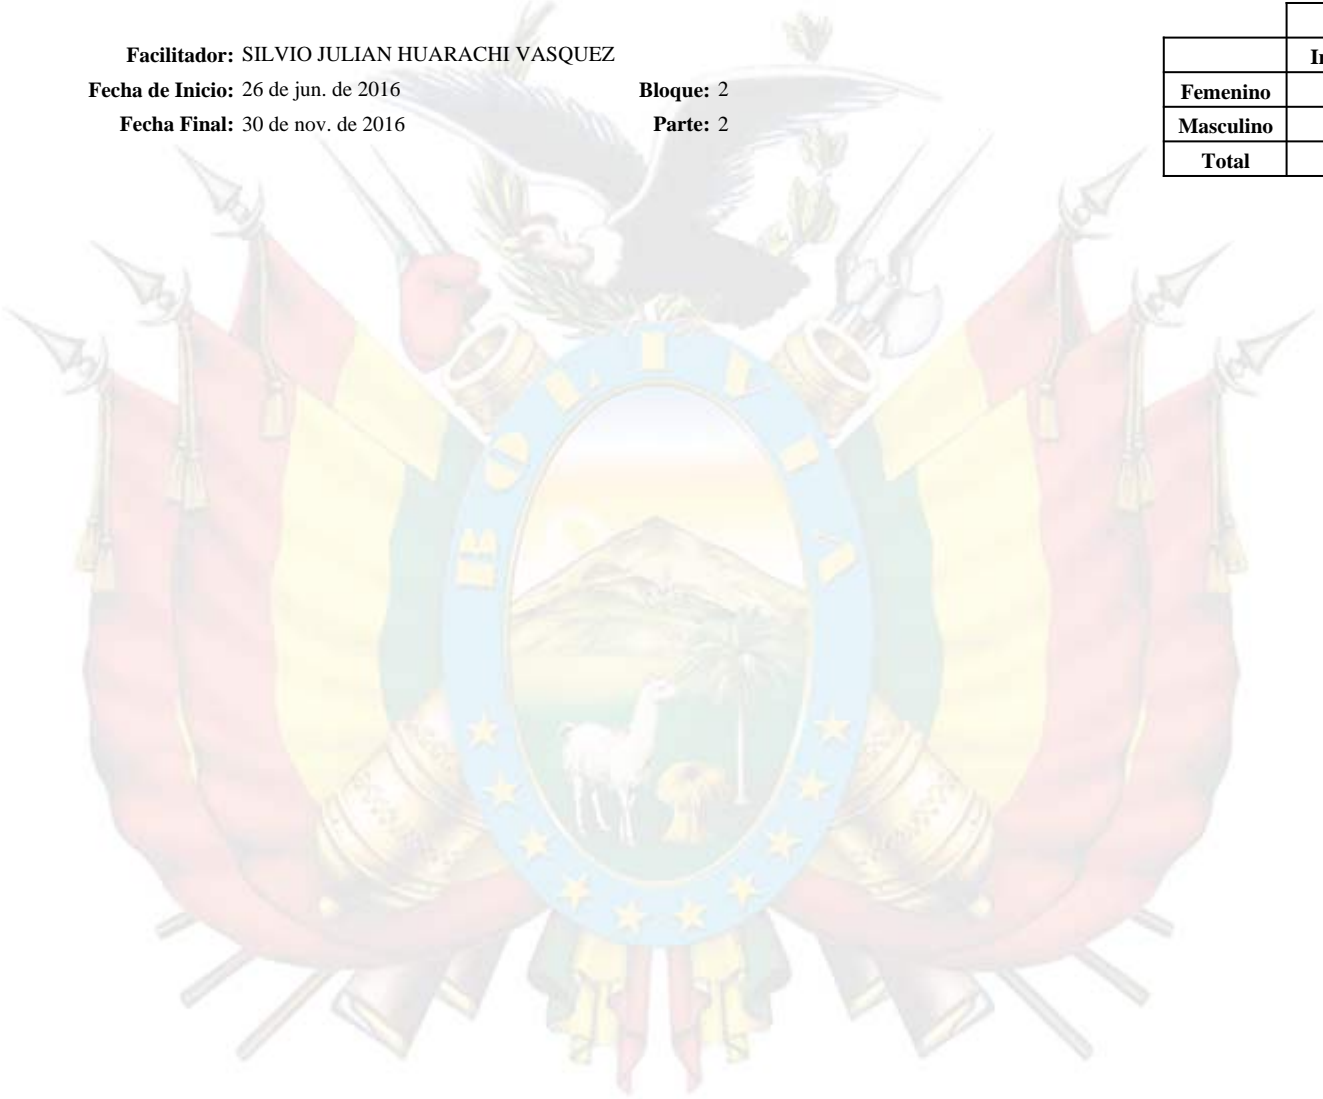 Facilitador: SILVIO JULIAN HUARACHI VASQUEZ
Fecha de Inicio: 26 de jun. de 2016 Bloque: 2
Fecha Final: 30 de nov. de 2016 Parte: 2
Femenino
Masculino
Total
BOLIVIA